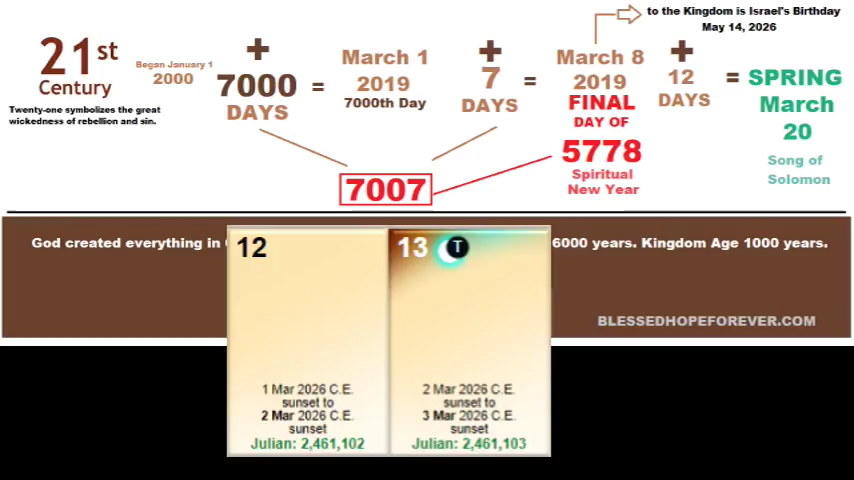 to the Kingdom is Israel's Birthday
May 14, 2026
21st
Century
Began January 1
2000
Twenty-one symbolizes the great
wickedness of rebellion and sin.
+
7000
DAYS
=
March 1
2019
7000th Day
+
7
DAYS
=
March 8
2019
FINAL
DAY OF
5778
Spiritual
New Year
+
12
DAYS
=
SPRING
March
20
Song of
Solomon
7007
God created everything in
6000 years. Kingdom Age 1000 years.
BLESSEDHOPEFOREVER.COM
12
1 Mar 2026 C.E.
sunset to
2 Mar 2026 C.E.
sunset
Julian: 2,461,102
13 T
2 Mar 2026 C.E.
sunset to
3 Mar 2026 C.E.
sunset
Julian: 2,461,103